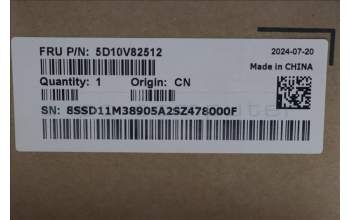 FRU P/N: 5D10V82512
2024-07-20
Made in CHINA
Quantity: 1 Origin: CN
SN: 8SSD11M38905A2SZ478000F